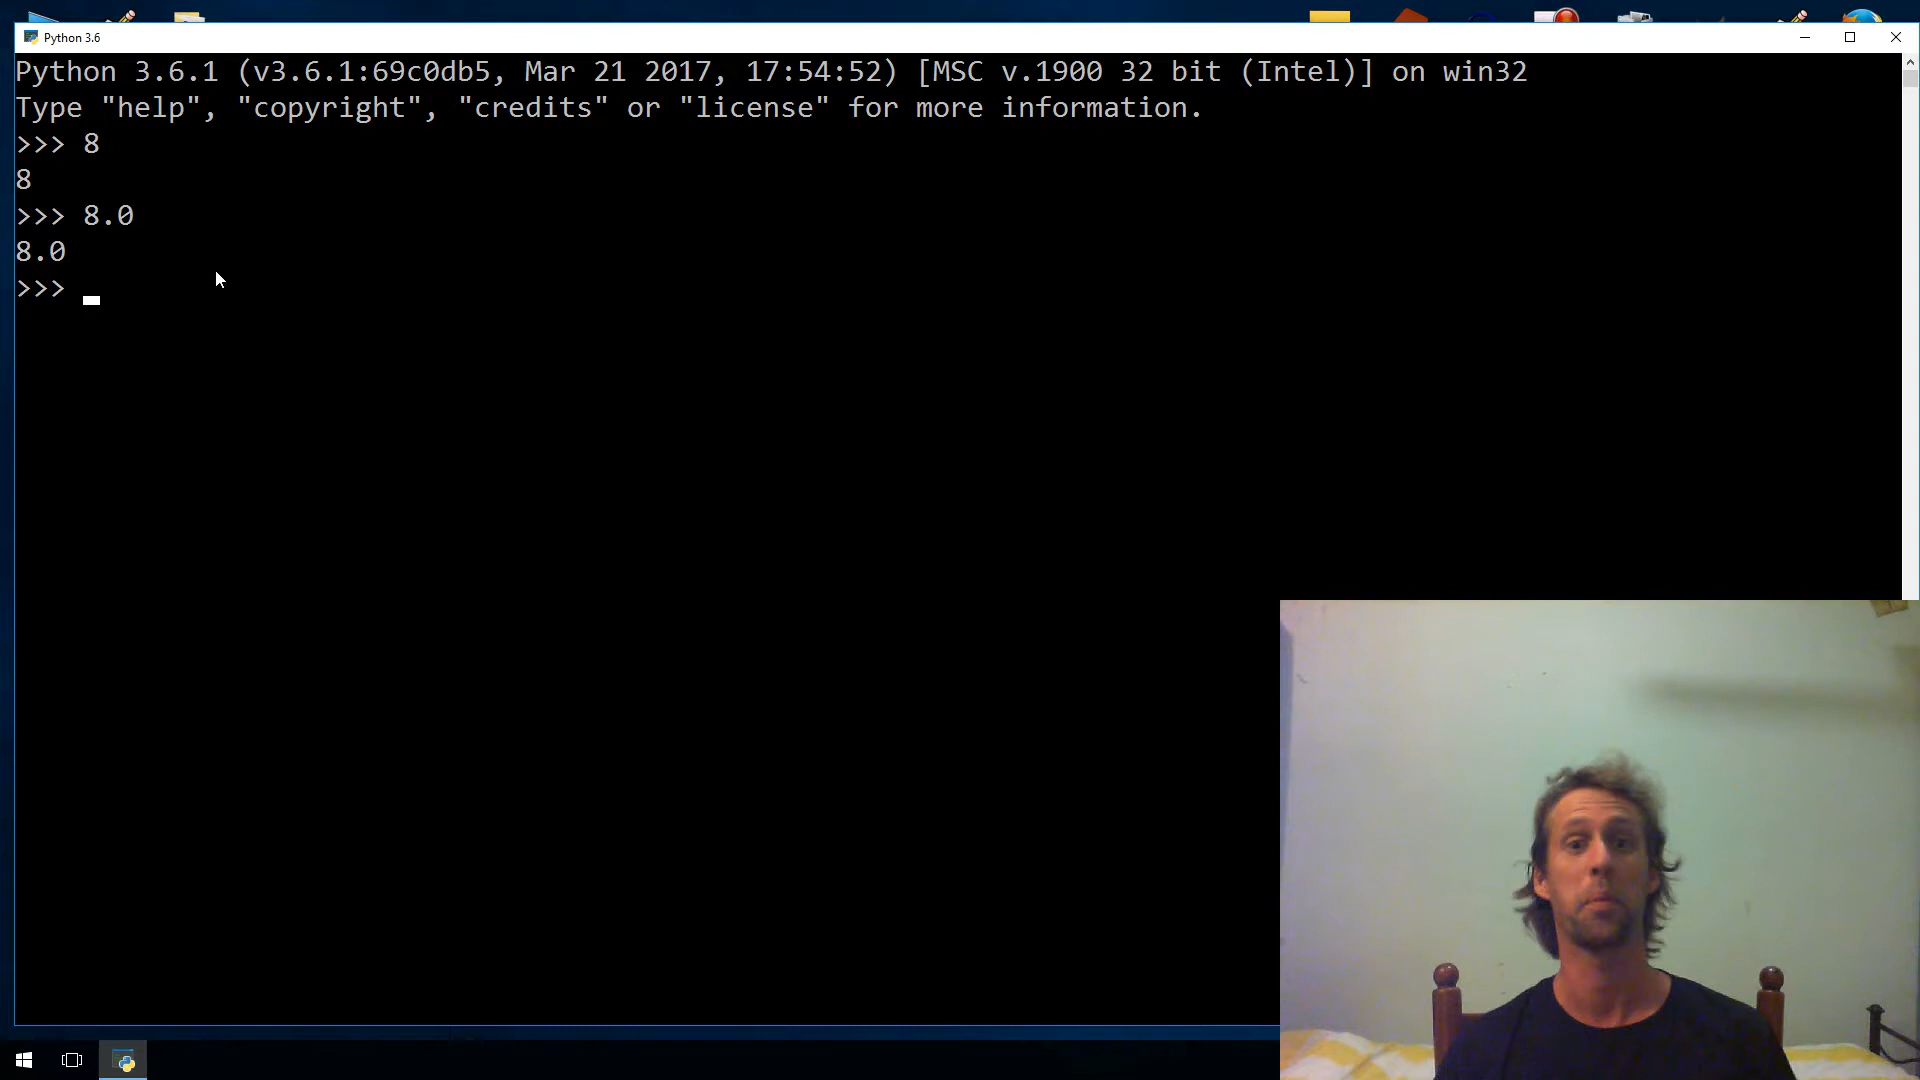 Python 3.6
Python 3.6.1 (v3.6.1:69c0db5, Mar 21 2017, 17:54:52) [MSC v.1900 32 bit (Intel)] on win32
Type "help", "copyright", "credits" or "license" for more information.
>>> 8
8
>>> 8.0
8.0
>>>